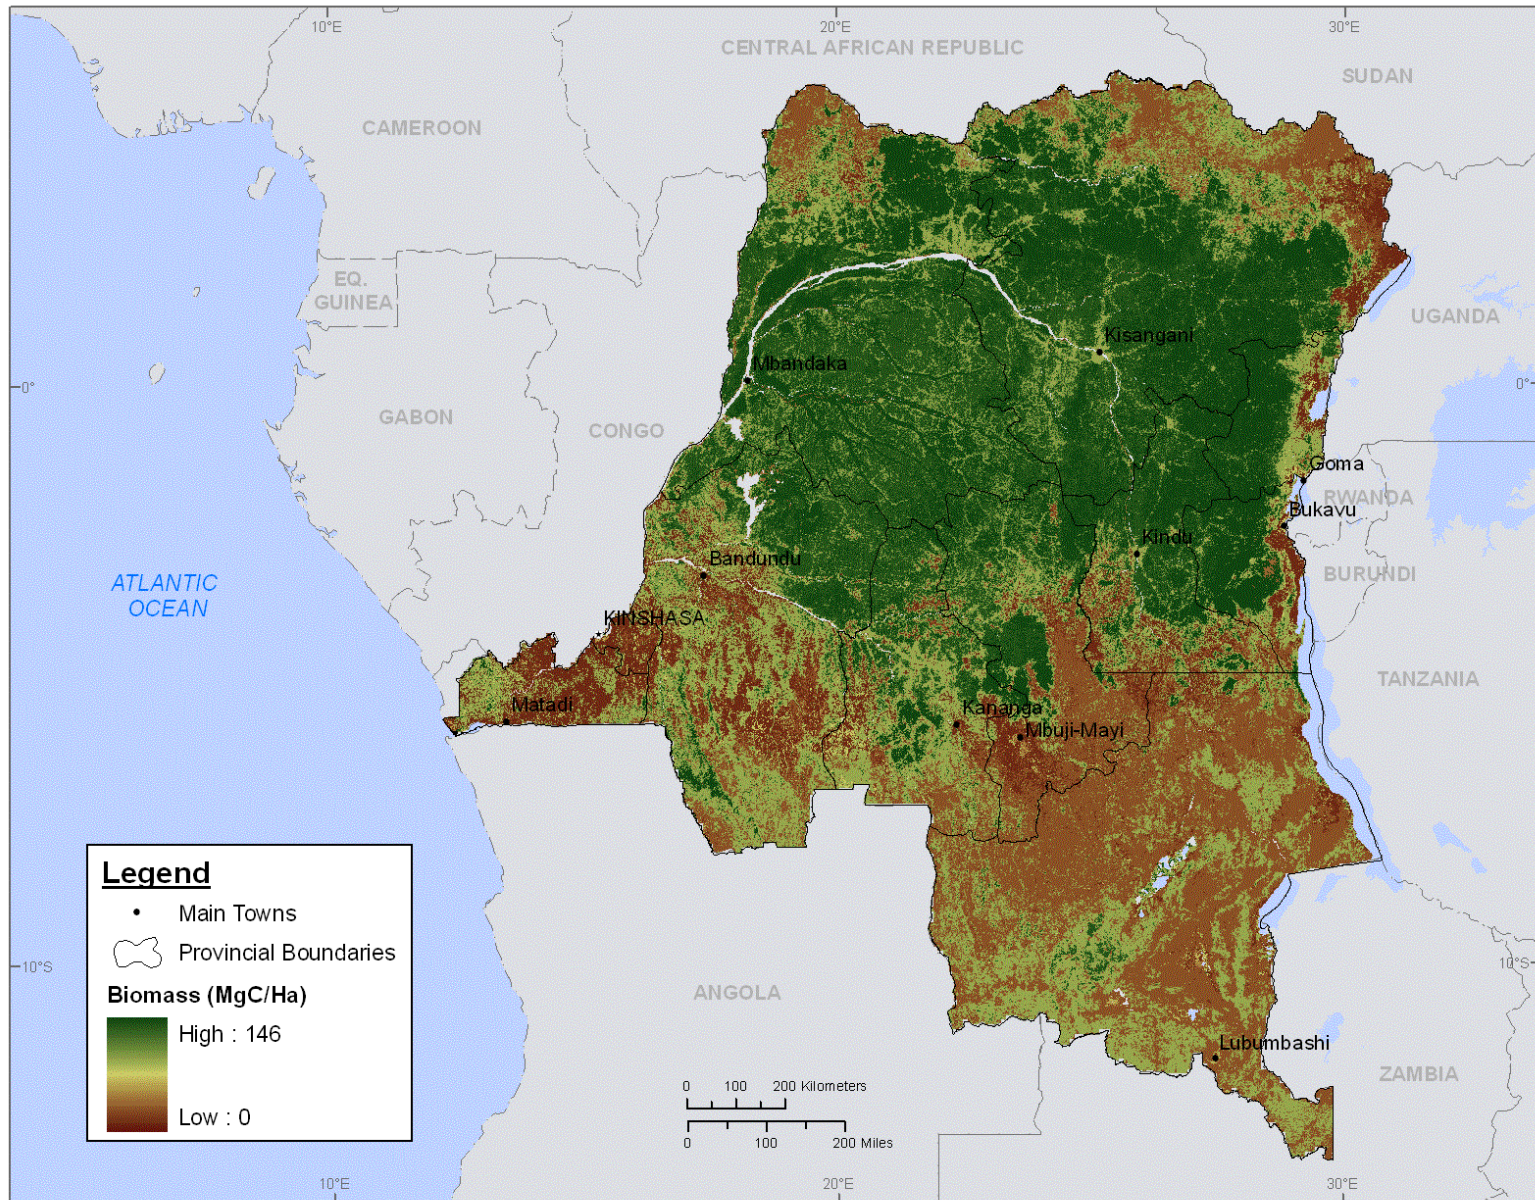 10°E
20°E
30°E
CENTRAL AFRICAN REPUBLIC
SUDAN
CAMEROON
EQ.
GUINEA
UGANDA
Kisangani
Mbandaka
0°
0°
GABON
CONGO
Goma
RWANDA
Bukavu
Kindu
Bandundu
BURUNDI
ATLANTIC
OCEAN
KINSHASA
TANZANIA
Matadi
Kananga
Mbuji-Mayi
Legend
Main Towns
Provincial Boundaries
Biomass (MgC/Ha)
High : 146
Low : 0
10°S
10°S
ANGOLA
Lubumbashi
ZAMBIA
0 100 200 Kilometers
0 100 200 Miles
10°E
20°E
30°E